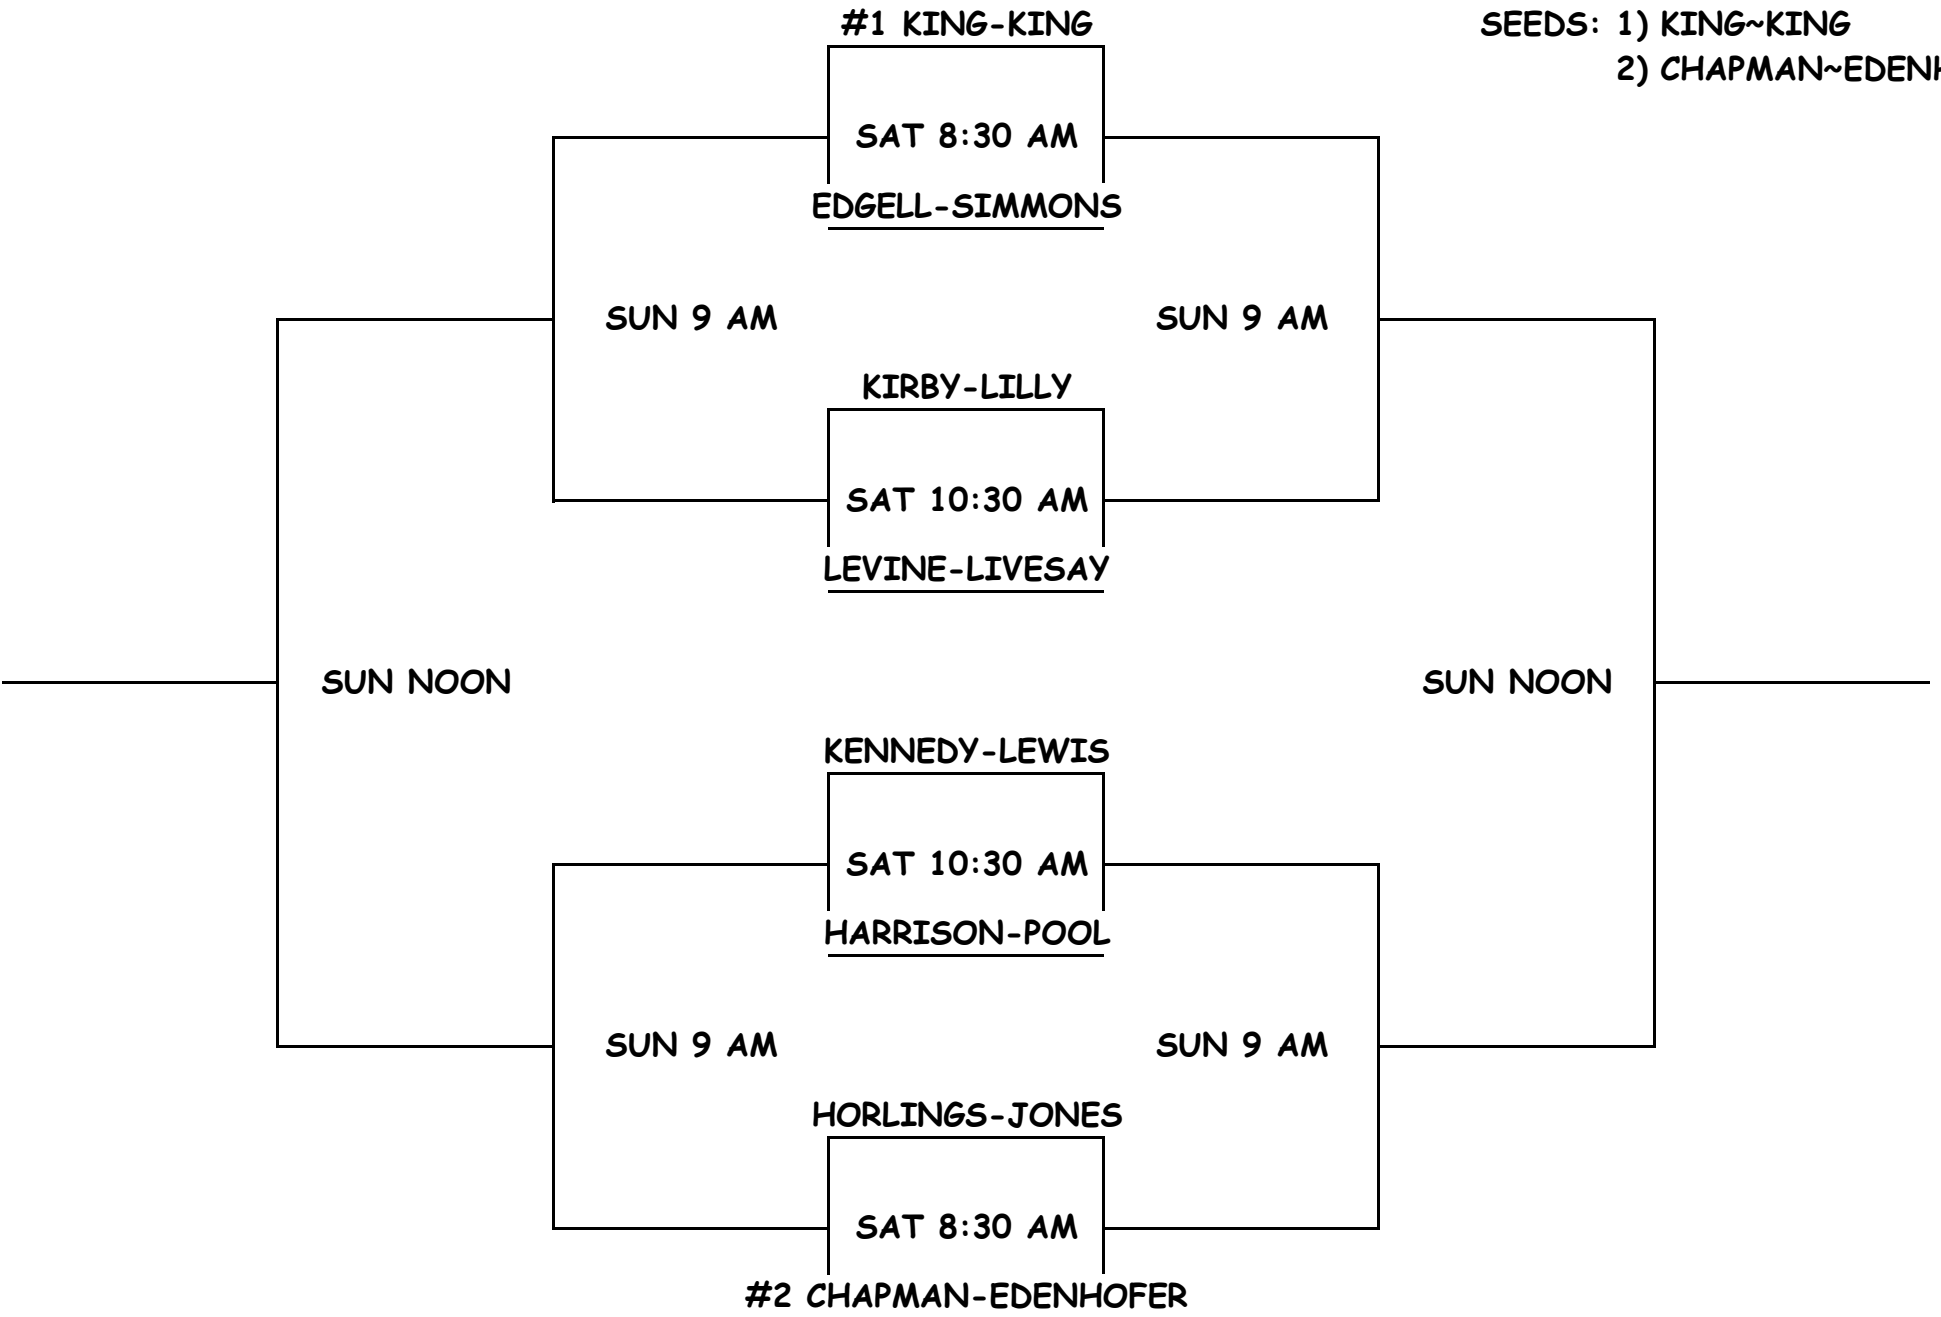 #1 KING-KING
SEEDS: 1) KING~KING
2) CHAPMAN~EDENH
SAT 8:30 AM
EDGELL-SIMMONS
SUN 9 AM
SUN 9 AM
KIRBY-LILLY
SAT 10:30 AM
LEVINE-LIVESAY
SUN NOON
SUN NOON
KENNEDY-LEWIS
SAT 10:30 AM
HARRISON-POOL
SUN 9 AM
SUN 9 AM
HORLINGS-JONES
SAT 8:30 AM
#2 CHAPMAN-EDENHOFER